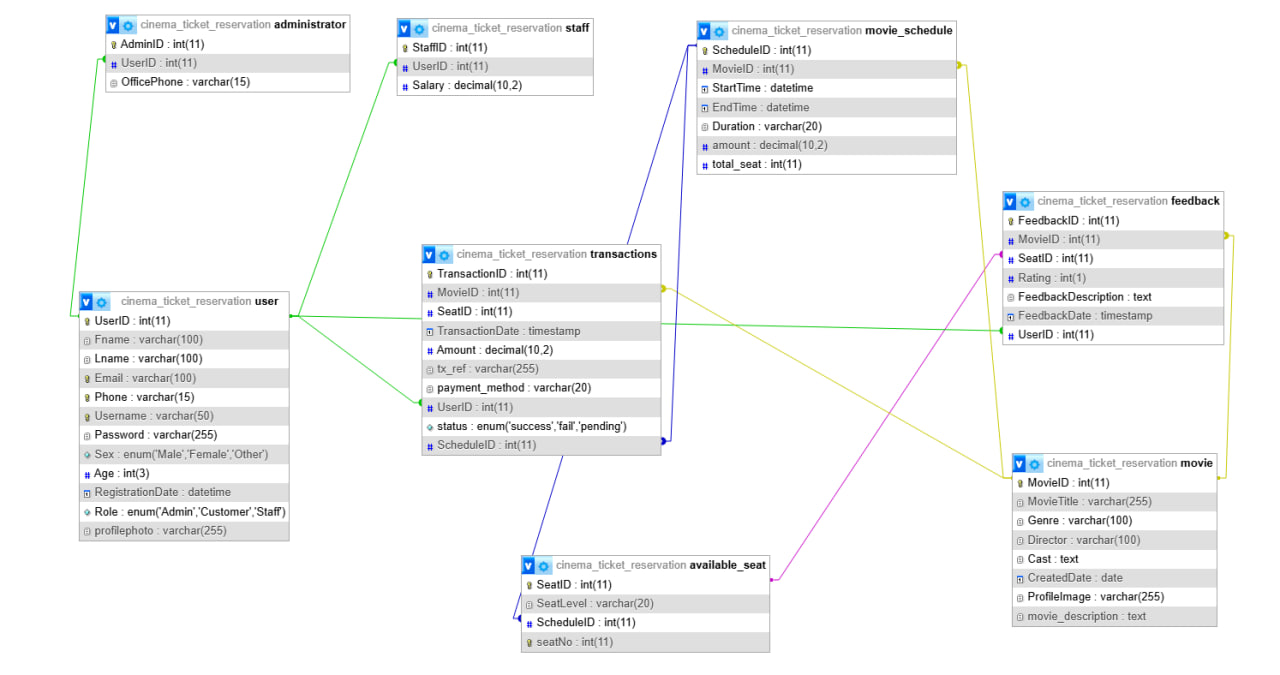 cinema_ticket_reservation administrator
AdminID : int(11)
UserID : int(11)
OfficePhone : varchar(15)
cinema_ticket_reservation staff
StaffID : int(11)
UserID : int(11)
Salary : decimal(10,2)
cinema_ticket_reservation movie_schedule
ScheduleID : int(11)
MovieID : int(11)
StartTime : datetime
EndTime : datetime
Duration : varchar(20)
amount : decimal(10,2)
total_seat : int(11)
cinema_ticket_reservation feedback
FeedbackID : int(11)
MovieID : int(11)
SeatID : int(11)
Rating : int(1)
FeedbackDescription : text
FeedbackDate : timestamp
UserID : int(11)
cinema_ticket_reservation transactions
TransactionID : int(11)
MovieID : int(11)
SeatID : int(11)
TransactionDate : timestamp
Amount : decimal(10,2)
tx_ref : varchar(255)
payment_method : varchar(20)
UserID : int(11)
status : enum('success','fail','pending')
ScheduleID : int(11)
cinema_ticket_reservation user
UserID : int(11)
Fname : varchar(100)
Lname : varchar(100)
Email : varchar(100)
Phone : varchar(15)
Username : varchar(50)
Password : varchar(255)
Sex : enum('Male','Female','Other')
Age : int(3)
RegistrationDate : datetime
Role : enum('Admin','Customer','Staff')
profilephoto : varchar(255)
cinema_ticket_reservation movie
MovieID : int(11)
MovieTitle : varchar(255)
Genre : varchar(100)
Director : varchar(100)
Cast : text
CreatedDate : date
ProfileImage : varchar(255)
movie_description : text
cinema_ticket_reservation available_seat
SeatID : int(11)
SeatLevel : varchar(20)
ScheduleID : int(11)
seatNo : int(11)